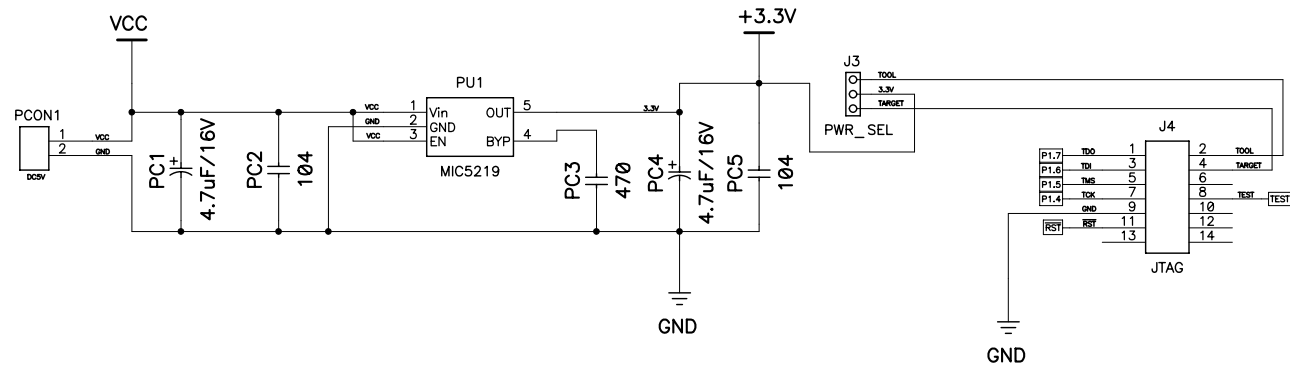 VCC
+3.3V
PCON1
1
VCC
2
GND
DC5V
PC1
4.7uF/16V
PC2
104
PU1
VCC
1
Vin
OUT
5
3.3V
GND
2
GND
VCC
3
EN
BYP
4
MIC5219
PC3
470
PC4
4.7uF/16V
PC5
104
GND
J3
TOOL
3.3V
TARGET
PWR_SEL
J4
P1.7
TDO
1
2
TOOL
P1.6
TDI
3
4
TARGET
P1.5
TMS
5
6
P1.4
TCK
7
8
TEST
TEST
GND
9
10
RST
RST
11
12
13
14
JTAG
GND